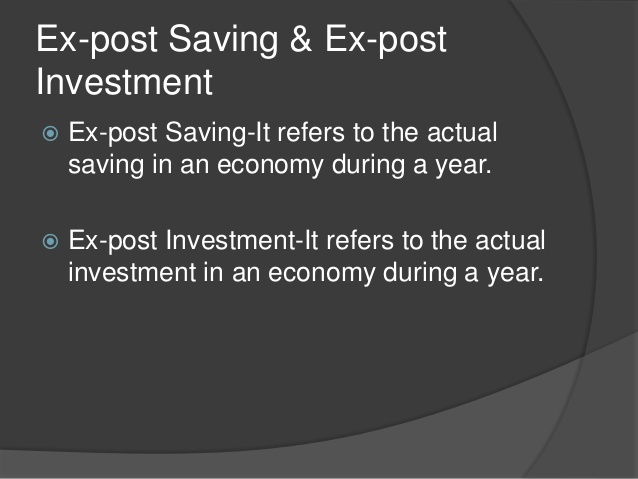 Ex-post Saving & Ex-post
Investment
Ex-post Saving-It refers to the actual
saving in an economy during a year.
Ex-post Investment-It refers to the actual
investment in an economy during a year.